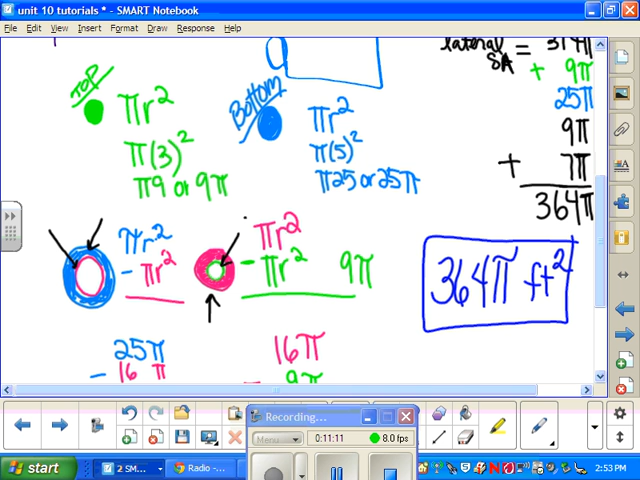 unit 10 tutorials * - SMART Notebook
File Edit View Insert Format Draw Response Help
lateral SA = 314π
+ 9π
25π
9π
+ 7π
364π
TOP
πr²
π(3)²
π9 or 9π
BOTTOM
πr²
π(5)²
π25 or 25π
πr²
- πr²
πr²
- πr² 9π
364π ft²
25π
- 16 π
16π
- 9π
Recording...
Menu
0:11:11
8.0 fps
start
2 SM
Radio -
2:53 PM